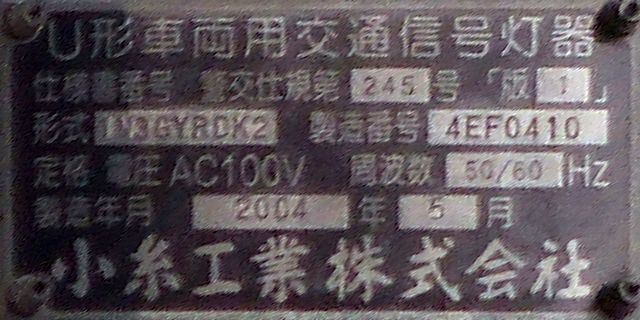 U形車両用交通信号灯器
仕様書番号 警交仕規第 245 号 「版 1」
形式 U3GYRDK2 製造番号 4EF0410
定格 電圧 AC100V 周波数 50/60 Hz
製造年月 2004 年 5 月
小糸工業株式会社